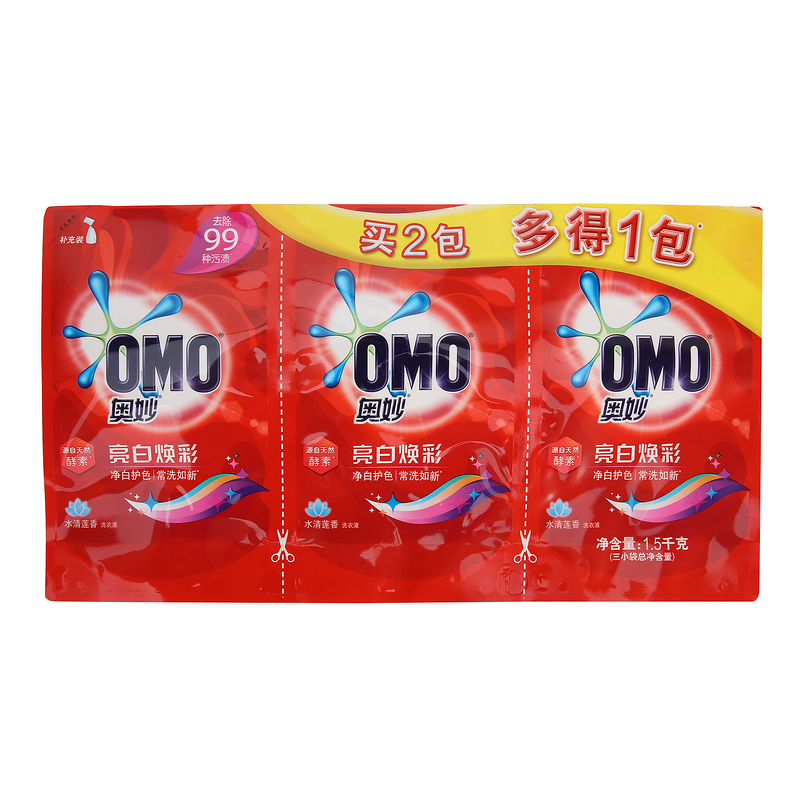 补充装
去除
99
种污渍*
买2包
多得1包*
OMO®
奥妙
源自天然
酵素*
亮白焕彩
净白护色|常洗如新*
水清莲香 洗衣液
OMO®
奥妙
源自天然
酵素*
亮白焕彩
净白护色|常洗如新*
水清莲香 洗衣液
OMO®
奥妙
源自天然
酵素*
亮白焕彩
净白护色|常洗如新*
水清莲香 洗衣液
净含量：1.5千克
(三小袋总净含量)